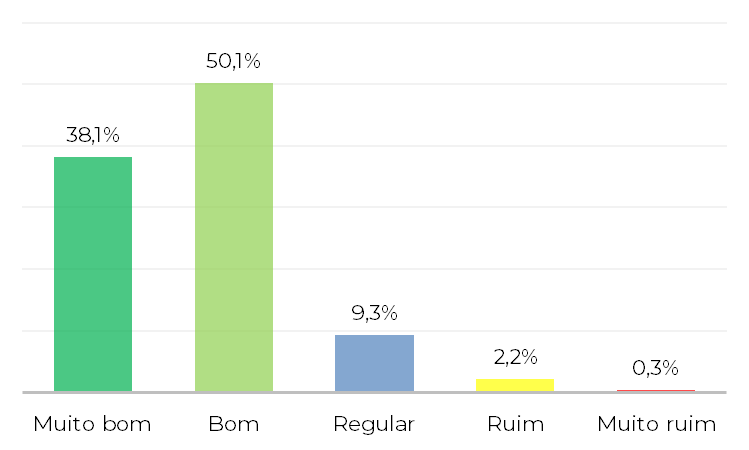 50,1%
38,1%
9,3%
2,2%
0,3%
Muito bom
Bom
Regular
Ruim
Muito ruim